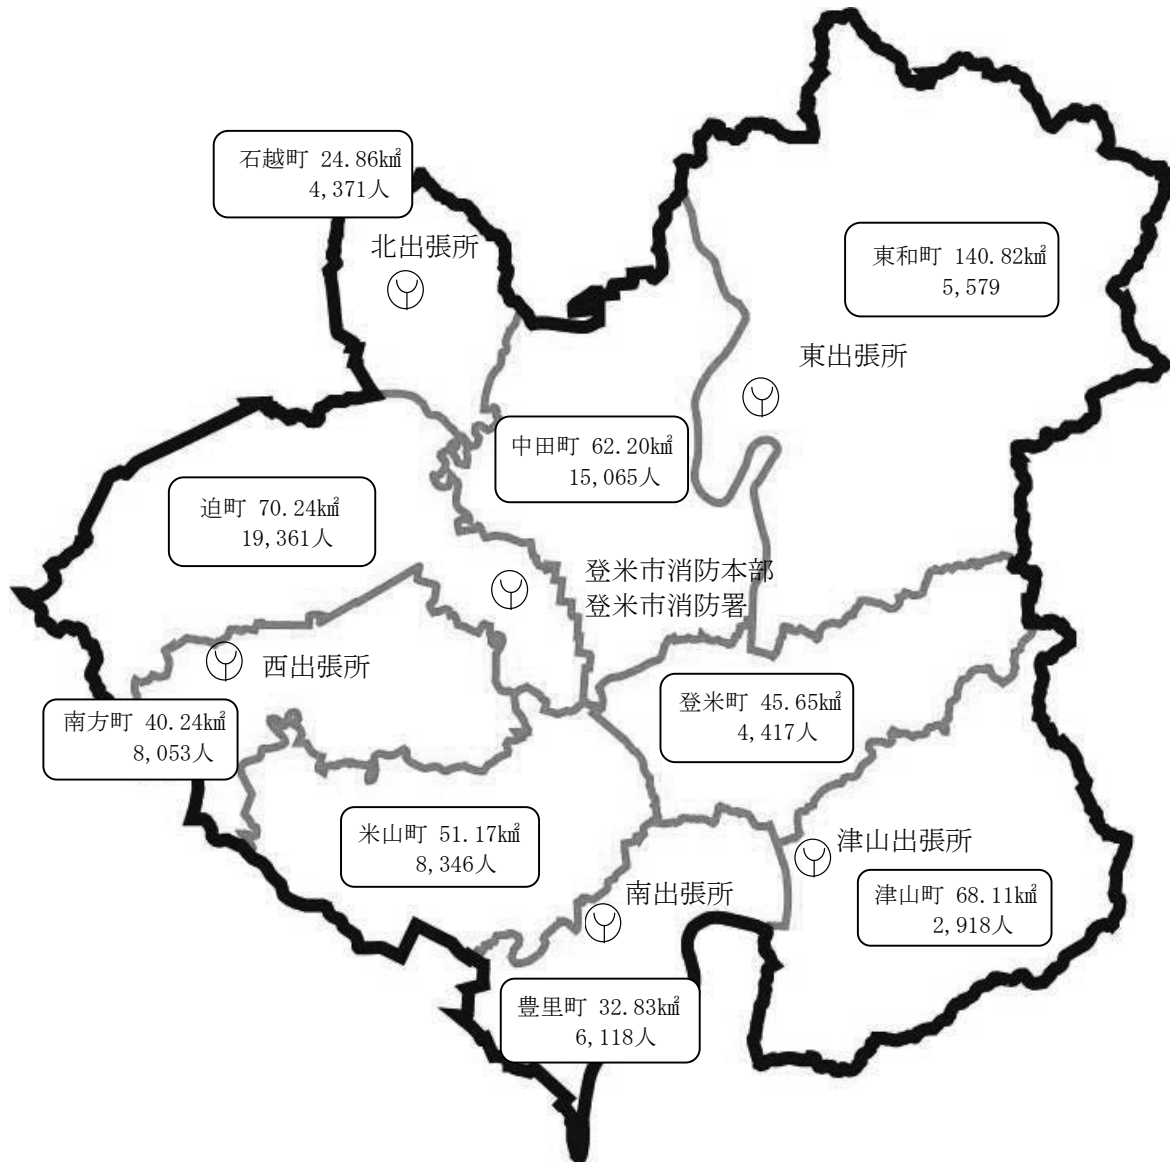 石越町 24.86㎢
4,371人
北出張所
東和町 140.82㎢
5,579
東出張所
中田町 62.20㎢
15,065人
迫町 70.24㎢
19,361人
登米市消防本部
登米市消防署
西出張所
南方町 40.24㎢
8,053人
登米町 45.65㎢
4,417人
米山町 51.17㎢
8,346人
津山出張所
南出張所
津山町 68.11㎢
2,918人
豊里町 32.83㎢
6,118人